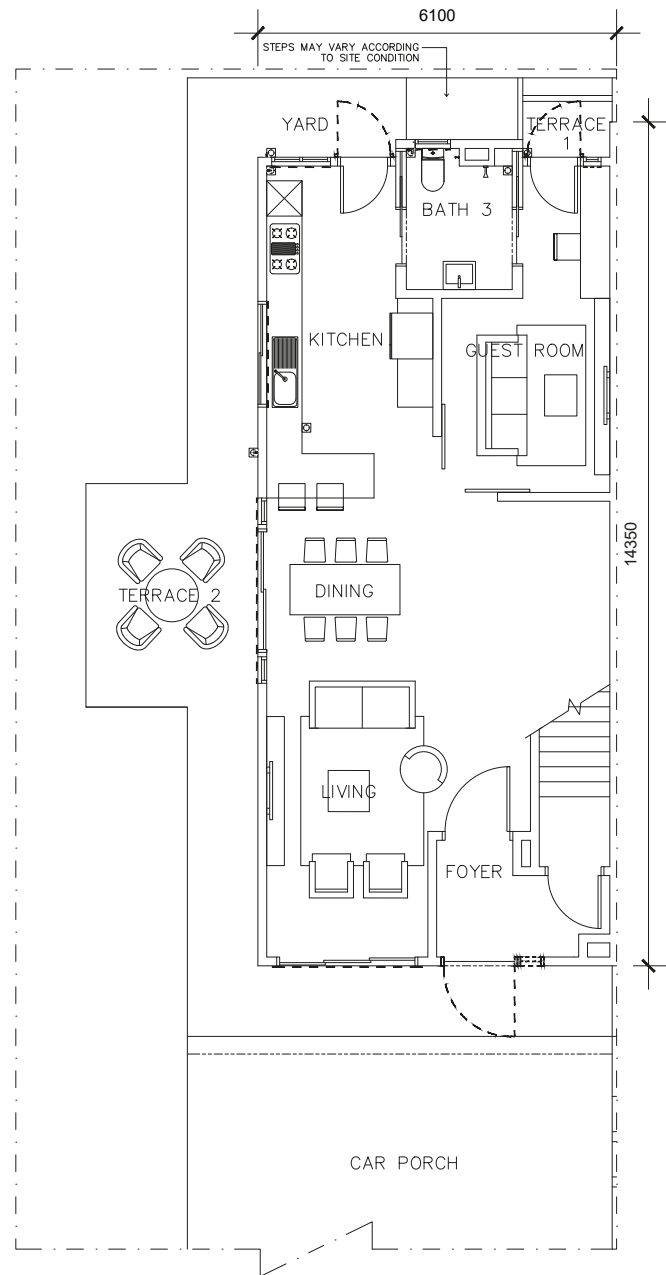 6100
STEPS MAY VARY ACCORDING
TO SITE CONDITION
YARD
TERRACE
1
BATH 3
KITCHEN
GUEST ROOM
14350
DINING
TERRACE 2
LIVING
FOYER
CAR PORCH